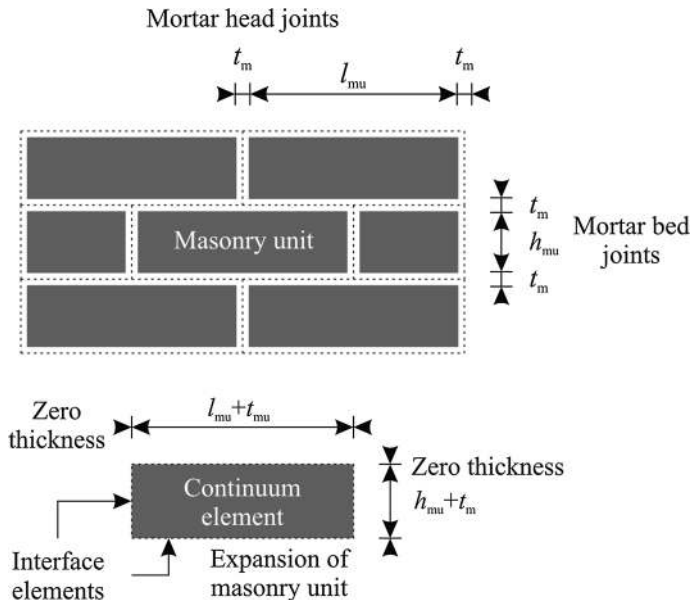 Mortar head joints
tm
lmu
tm
Masonry unit
tm
hmu
tm
Mortar bed
joints
Zero
thickness
lmu+tmu
Continuum
element
Zero thickness
hmu+tm
Interface
elements
Expansion of
masonry unit